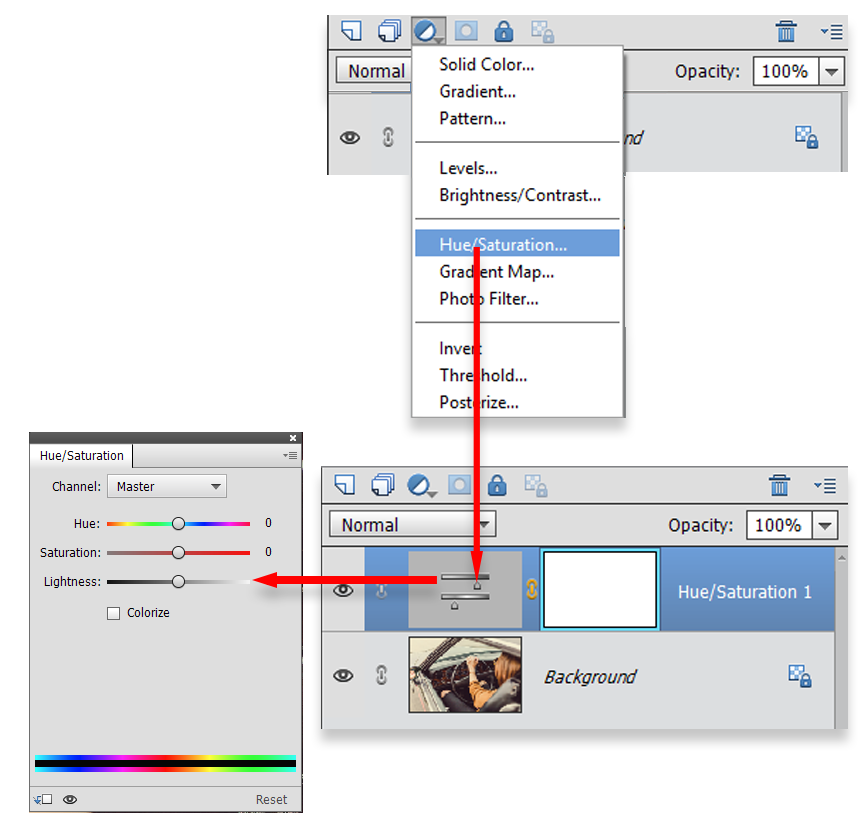 Solid Color...
Normal
Gradient...
Opacity: 100%
Pattern...
nd
Levels...
Brightness/Contrast...
Hue/Saturation...
Gradient Map...
Photo Filter...
Invert
Threshold...
Posterize...
Hue/Saturation
Channel: Master
Hue: 0
Saturation: 0
Lightness:
Colorize
Reset
Normal
Opacity: 100%
Hue/Saturation 1
Background